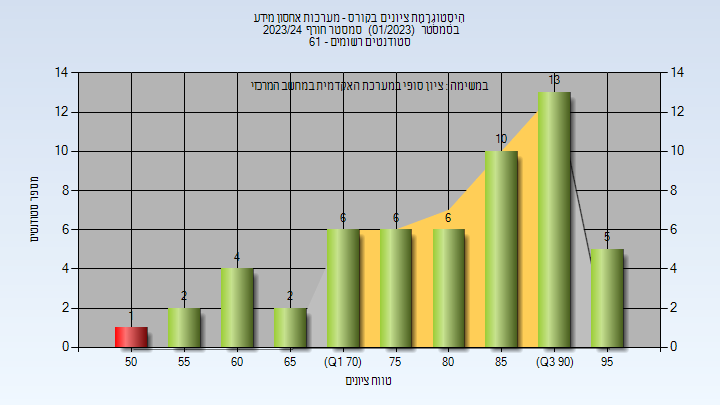 היסטוגרמת ציונים בקורס - מערכות אחסון מידע
בסמסטר (01/2023) סמסטר חורף 2023/24
סטודנטים רשומים - 61
במשימה : ציון סופי במערכת האקדמית במחשב המרכזי
מספר סטודנטים
14 12 10 8 6 4 2 0
1 2 4 2 6 6 6 10 13 5
14 12 10 8 6 4 2 0
50 55 60 65 (Q1 70) 75 80 85 (Q3 90) 95
טווח ציונים